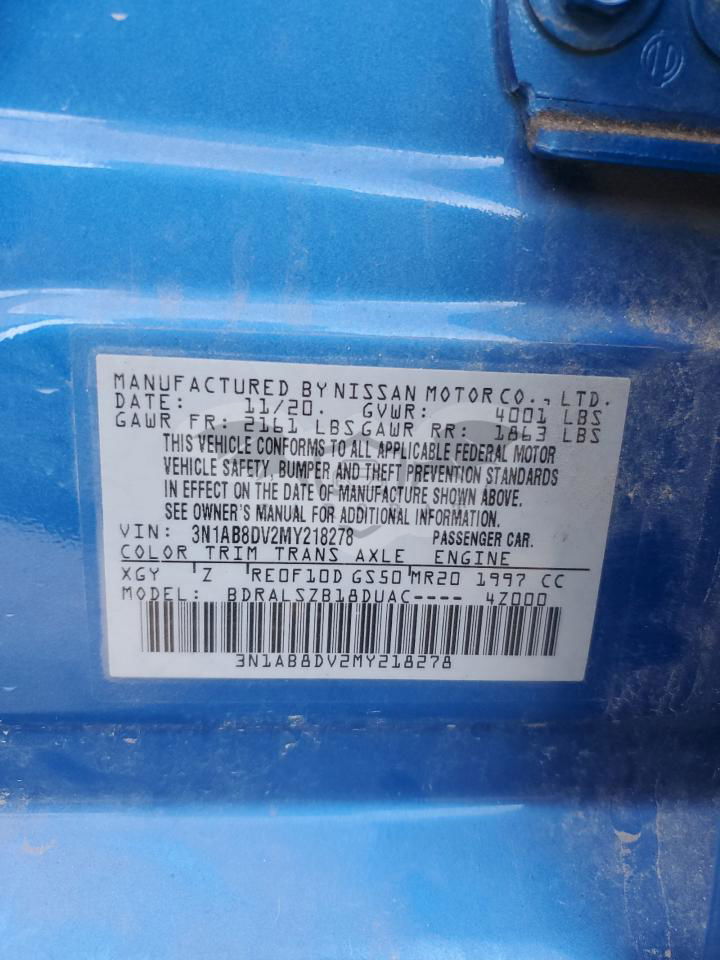 MANUFACTURED BY NISSAN MOTOR CO., LTD.
DATE: 11/20. GVWR: 4001 LBS
GAWR FR: 2161 LBS GAWR RR: 1863 LBS
THIS VEHICLE CONFORMS TO ALL APPLICABLE FEDERAL MOTOR
VEHICLE SAFETY, BUMPER AND THEFT PREVENTION STANDARDS
IN EFFECT ON THE DATE OF MANUFACTURE SHOWN ABOVE.
SEE OWNER'S MANUAL FOR ADDITIONAL INFORMATION.
VIN: 3N1AB8DV2MY218278 PASSENGER CAR.
COLOR TRIM TRANS AXLE ENGINE
XGY Z RE0F10D GS50 MR20 1997 CC
MODEL: BDRALSZB18DUAC---- 4Z000
3N1AB8DV2MY218278